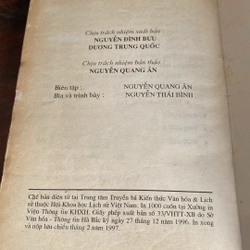 Chịu trách nhiệm xuất bản
NGUYỄN ĐÌNH BƯU
DƯƠNG TRUNG QUỐC
Chịu trách nhiệm bản thảo
NGUYỄN QUANG ÂN
Biên tập : NGUYỄN QUANG ÂN
Bìa và trình bày : NGUYỄN THÁI BÌNH
Chế bản điện tử tại Trung tâm Truyền bá Kiến thức Văn hóa & Lịch
sử thuộc Hội Khoa học Lịch sử Việt Nam. In 1000 cuốn tại Xưởng in
Viện Thông tin KHXH. Giấy phép xuất bản số 33/VHTT-XB do Sở
Văn hóa - Thông tin Hà Bắc ký ngày 27 tháng 12 năm 1996. In xong
và nộp lưu chiểu tháng 2 năm 1997.